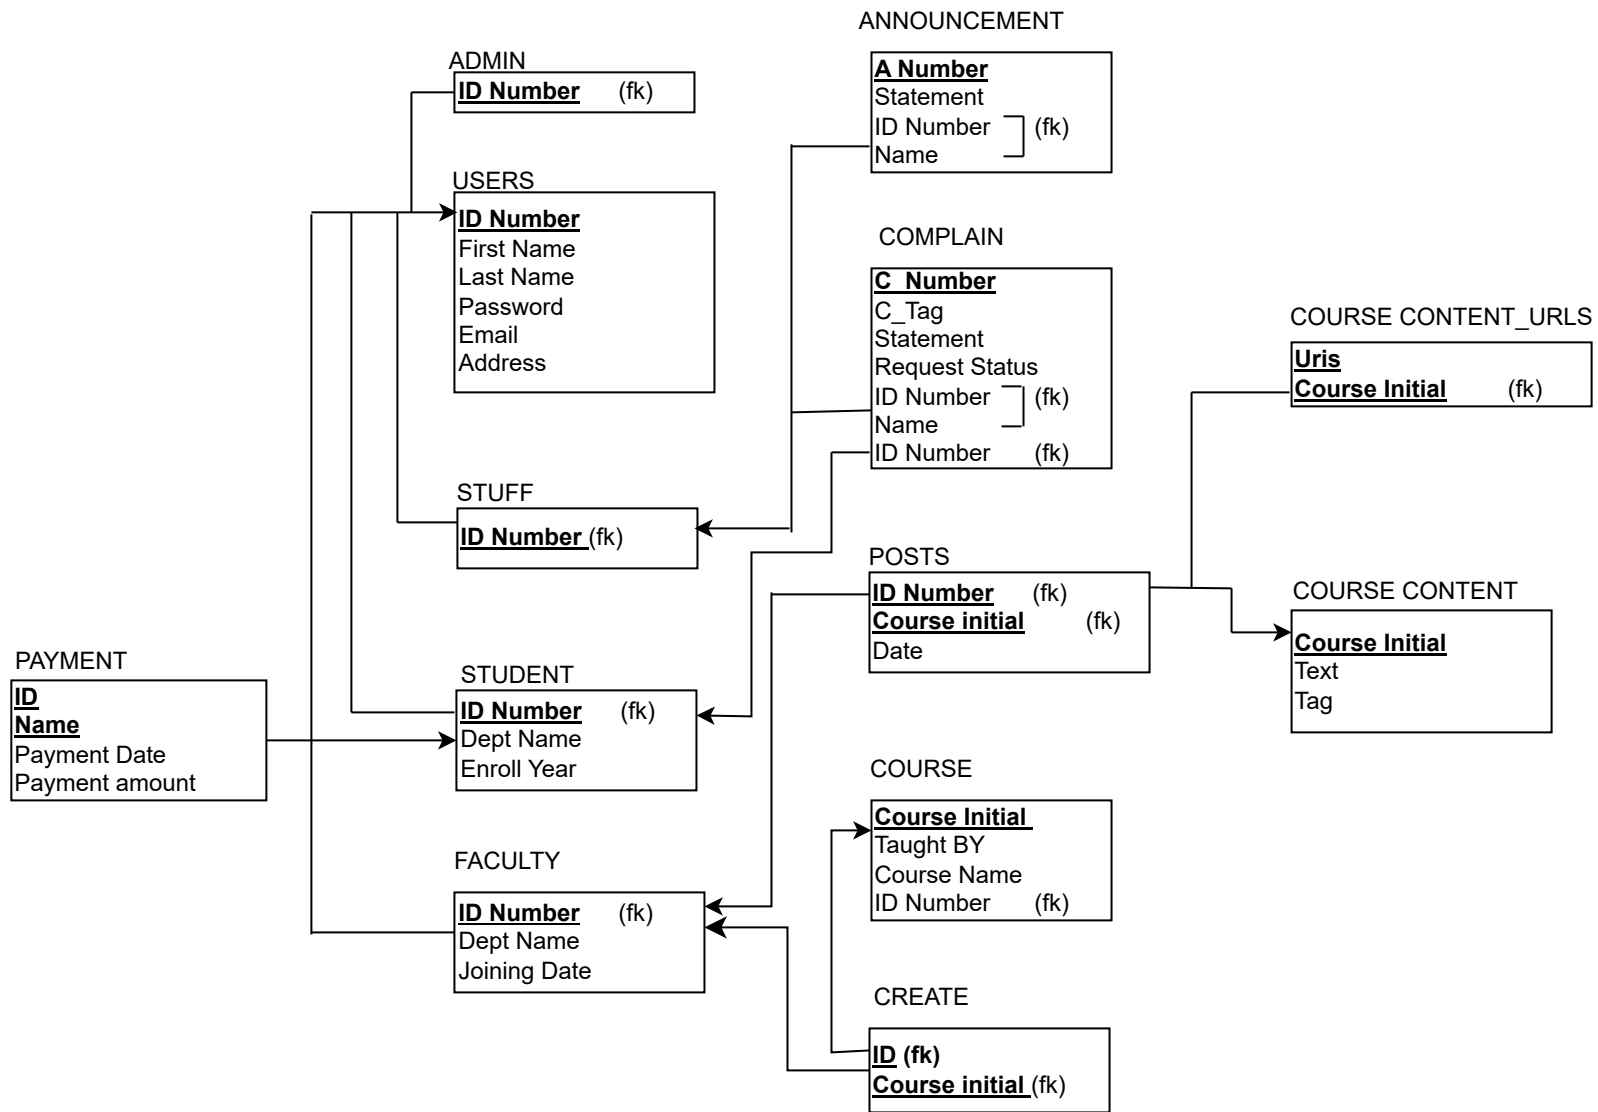 ANNOUNCEMENT
A Number
Statement
ID Number (fk)
Name
ADMIN
ID Number (fk)
USERS
ID Number
First Name
Last Name
Password
Email
Address
COMPLAIN
C_Number
C_Tag
Statement
Request Status
ID Number (fk)
Name
ID Number (fk)
COURSE CONTENT_URLS
Uris
Course Initial (fk)
STUFF
ID Number (fk)
POSTS
ID Number (fk)
Course initial (fk)
Date
COURSE CONTENT
Course Initial
Text
Tag
PAYMENT
ID
Name
Payment Date
Payment amount
STUDENT
ID Number (fk)
Dept Name
Enroll Year
COURSE
Course Initial
Taught BY
Course Name
ID Number (fk)
FACULTY
ID Number (fk)
Dept Name
Joining Date
CREATE
ID (fk)
Course initial (fk)